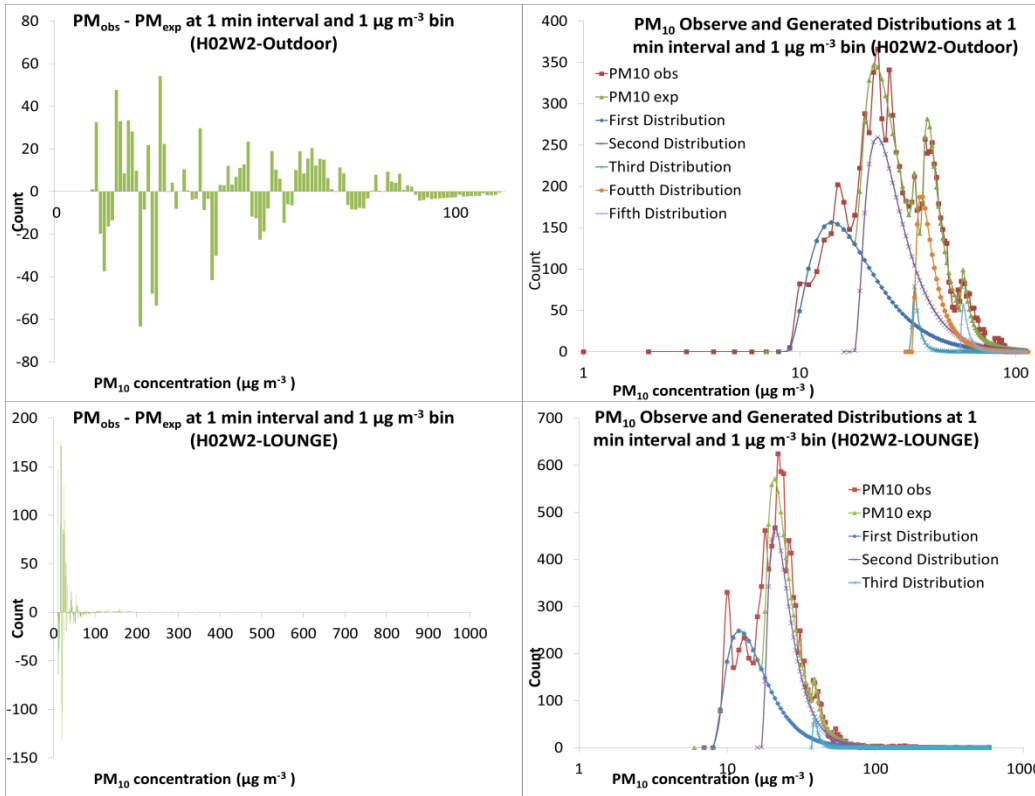 PMobs - PMexp at 1 min interval and 1 µg m-3 bin
(H02W2-Outdoor)
80
60
40
20
0
-20
-40
-60
-80
0
100
Count
PM10 concentration (µg m-3 )
PM10 Observe and Generated Distributions at 1
min interval and 1 µg m-3 bin (H02W2-Outdoor)
400
350
300
250
200
150
100
50
0
PM10 obs
PM10 exp
First Distribution
Second Distribution
Third Distribution
Foutth Distribution
Fifth Distribution
Count
1
10
100
PM10 concentration (µg m-3 )
PMobs - PMexp at 1 min interval and 1 µg m-3 bin
(H02W2-LOUNGE)
200
150
100
50
0
-50
-100
-150
0
100
200
300
400
500
600
700
800
900
1000
Count
PM10 concentration (µg m-3 )
PM10 Observe and Generated Distributions at 1
min interval and 1 µg m-3 bin (H02W2-LOUNGE)
700
600
500
400
300
200
100
0
PM10 obs
PM10 exp
First Distribution
Second Distribution
Third Distribution
Count
1
10
100
1000
PM10 concentration (µg m-3 )